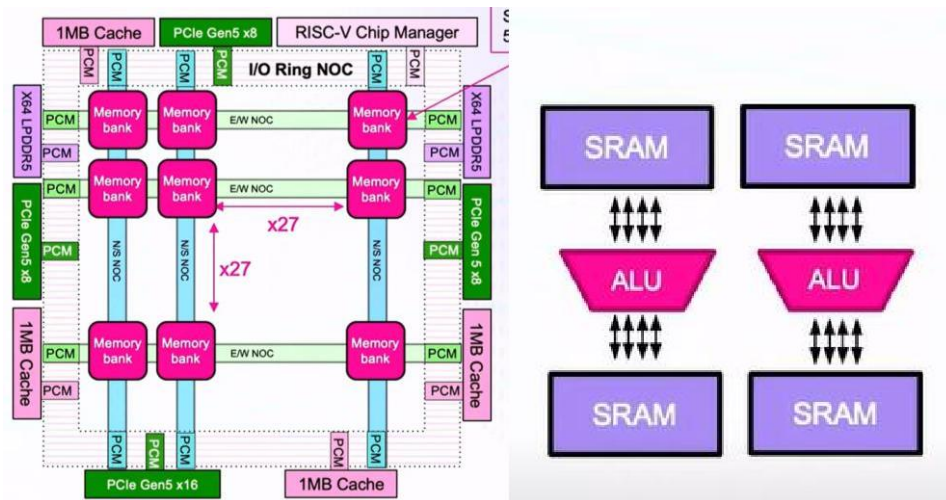 1MB Cache
PCIe Gen5 x8
RISC-V Chip Manager
S
5
PCM
PCM
PCM
PCM
PCM
PCM
I/O Ring NOC
X64 LPDDR5
PCM
PCM
Memory
bank
Memory
bank
E/W NOC
Memory
bank
PCM
PCM
X64 LPDDR5
PCIe Gen5 x8
PCM
PCM
Memory
bank
Memory
bank
E/W NOC
Memory
bank
PCM
PCM
PCIe Gen 5 x8
x27
x27
N/S NOC
N/S NOC
N/S NOC
1MB Cache
PCM
PCM
Memory
bank
Memory
bank
E/W NOC
Memory
bank
PCM
PCM
1MB Cache
PCM
PCM
PCM
PCM
PCM
PCIe Gen5 x16
1MB Cache
SRAM
SRAM
ALU
ALU
SRAM
SRAM